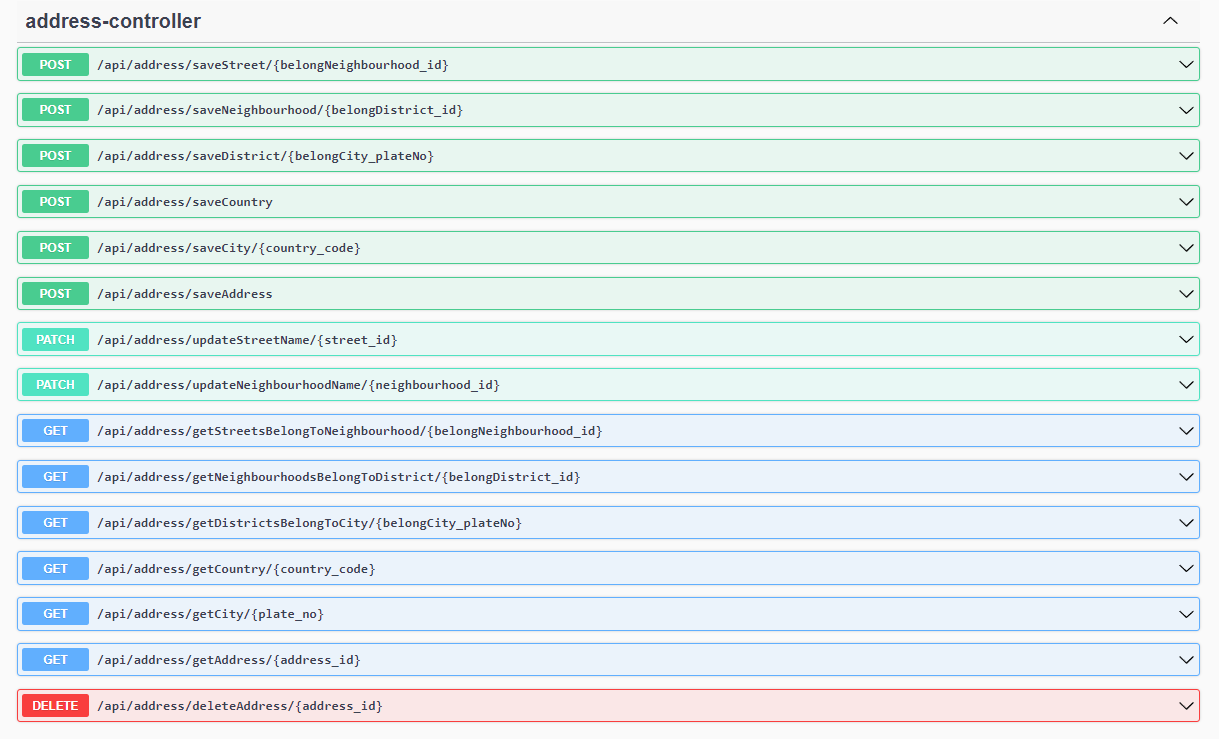 address-controller
POST /api/address/saveStreet/{belongNeighbourhood_id}
POST /api/address/saveNeighbourhood/{belongDistrict_id}
POST /api/address/saveDistrict/{belongCity_plateNo}
POST /api/address/saveCountry
POST /api/address/saveCity/{country_code}
POST /api/address/saveAddress
PATCH /api/address/updateStreetName/{street_id}
PATCH /api/address/updateNeighbourhoodName/{neighbourhood_id}
GET /api/address/getStreetsBelongToNeighbourhood/{belongNeighbourhood_id}
GET /api/address/getNeighbourhoodsBelongToDistrict/{belongDistrict_id}
GET /api/address/getDistrictsBelongToCity/{belongCity_plateNo}
GET /api/address/getCountry/{country_code}
GET /api/address/getCity/{plate_no}
GET /api/address/getAddress/{address_id}
DELETE /api/address/deleteAddress/{address_id}